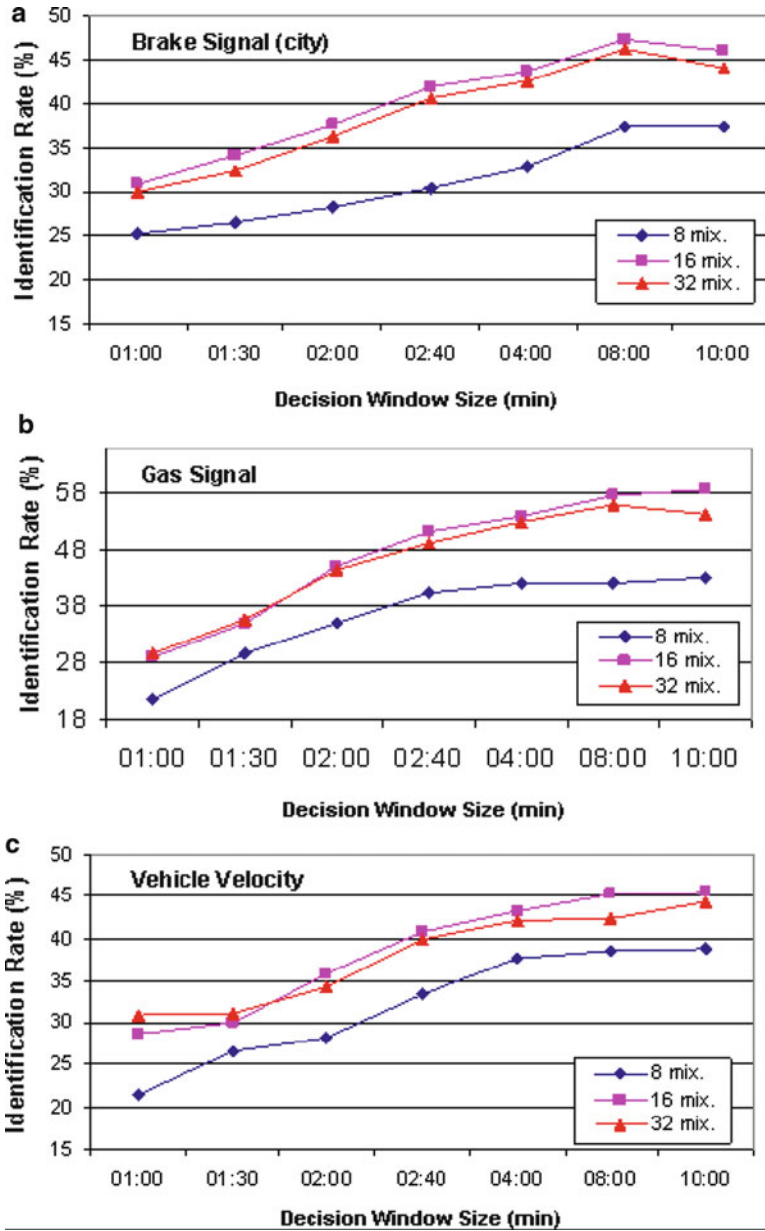 a
Brake Signal (city)
Identification Rate (%)
50
45
40
35
30
25
20
15
8 mix.
16 mix.
32 mix.
01:00 01:30 02:00 02:40 04:00 08:00 10:00
Decision Window Size (min)
b
Gas Signal
Identification Rate (%)
58
48
38
28
18
8 mix.
16 mix.
32 mix.
01:00 01:30 02:00 02:40 04:00 08:00 10:00
Decision Window Size (min)
c
Vehicle Velocity
Identification Rate (%)
50
45
40
35
30
25
20
15
8 mix.
16 mix.
32 mix.
01:00 01:30 02:00 02:40 04:00 08:00 10:00
Decision Window Size (min)